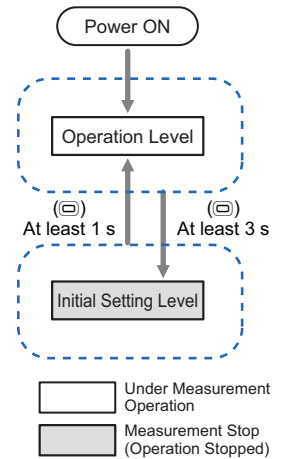 Power ON
Operation Level
( ) ( )
At least 1 s At least 3 s
Initial Setting Level
Under Measurement
Operation
Measurement Stop
(Operation Stopped)